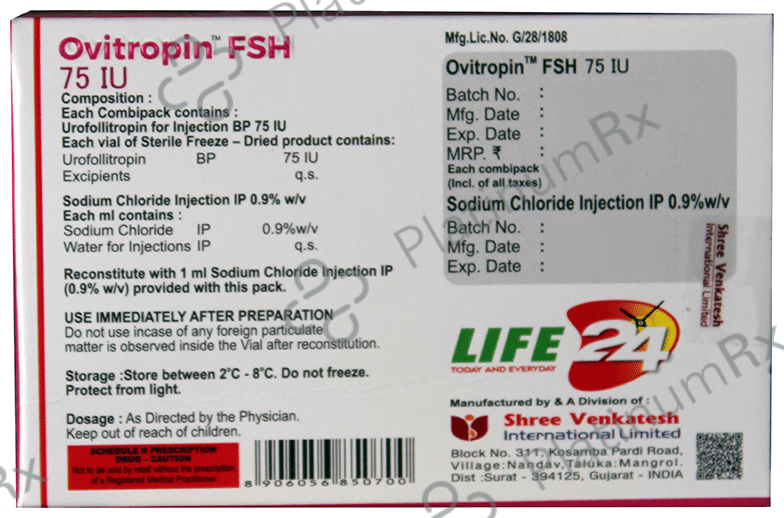 Ovitropin™ FSH
75 IU
Composition :
Each Combipack contains :
Urofollitropin for Injection BP 75 IU
Each vial of Sterile Freeze – Dried product contains:
Urofollitropin BP 75 IU
Excipients q.s.
Sodium Chloride Injection IP 0.9% w/v
Each ml contains :
Sodium Chloride IP 0.9%w/v
Water for Injections IP q.s.
Reconstitute with 1 ml Sodium Chloride Injection IP
(0.9% w/v) provided with this pack.
USE IMMEDIATELY AFTER PREPARATION
Do not use incase of any foreign particulate
matter is observed inside the Vial after reconstitution.
Storage :Store between 2°C - 8°C. Do not freeze.
Protect from light.
Dosage : As Directed by the Physician.
Keep out of reach of children.
SCHEDULE H PRESCRIPTION
DRUG – CAUTION
Not to be sold by retail without the prescription
of a Registered Medical Practitioner.
8 906056 850700
Mfg.Lic.No. G/28/1808
Ovitropin™ FSH 75 IU
Batch No. :
Mfg. Date :
Exp. Date :
MRP. ₹ :
Each combipack
(Incl. of all taxes)
Sodium Chloride Injection IP 0.9%w/v
Batch No. :
Mfg. Date :
Exp. Date :
Shree Venkatesh
International Limited
LIFE 24
TODAY AND EVERYDAY
Manufactured by & A Division of :
Shree Venkatesh
International Limited
Block No. 311, Kosamba Pardi Road,
Village:Nandav,Taluka:Mangrol.
Dist :Surat - 394125, Gujarat - INDIA
PlatinumRx
PlatinumRx
PlatinumRx
Rx